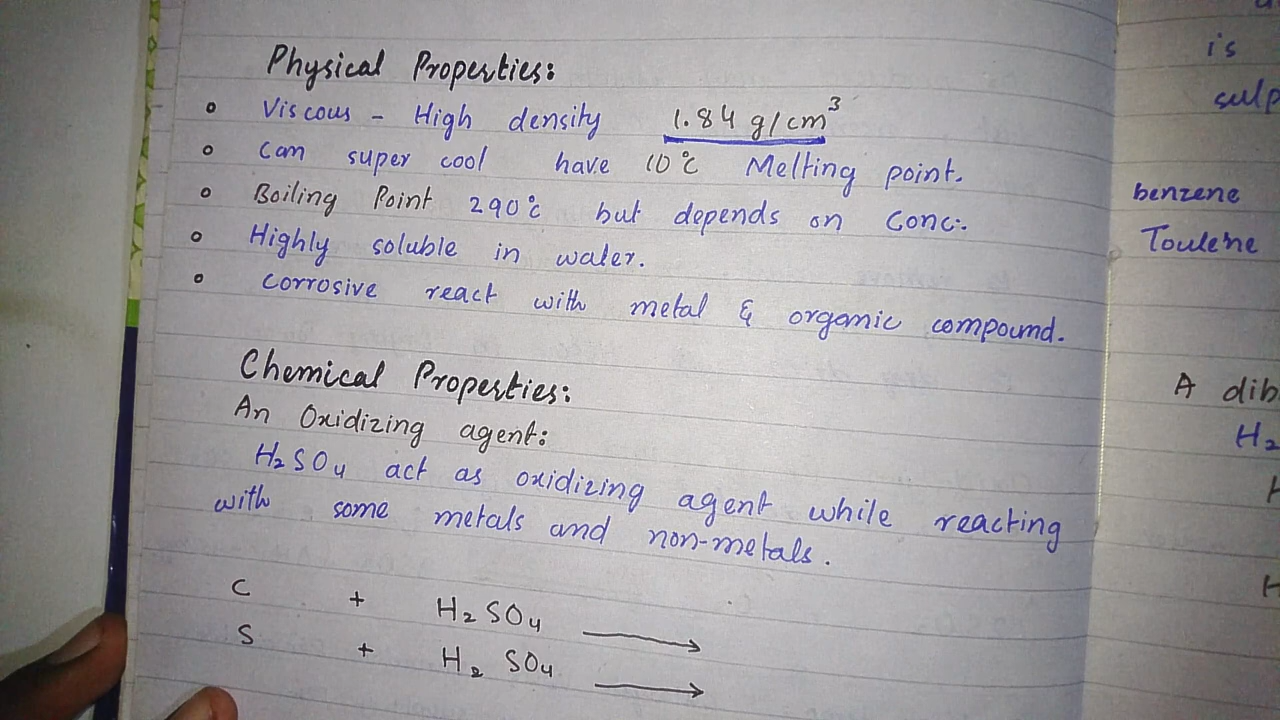 Physical Properties:
Viscous - High density 1.84 g/cm³
can super cool have 10°C Melting point.
Boiling Point 290°C but depends on Conc:.
Highly soluble in water.
corrosive react with metal & organic compound.
Chemical Properties:
An Oxidizing agent:
H₂SO₄ act as oxidizing agent while reacting
with some metals and non-metals.
C + H₂SO₄ ⟶
S + H₂SO₄ ⟶
is
sulp
benzene
Toulene
A dib
H₂
H
H